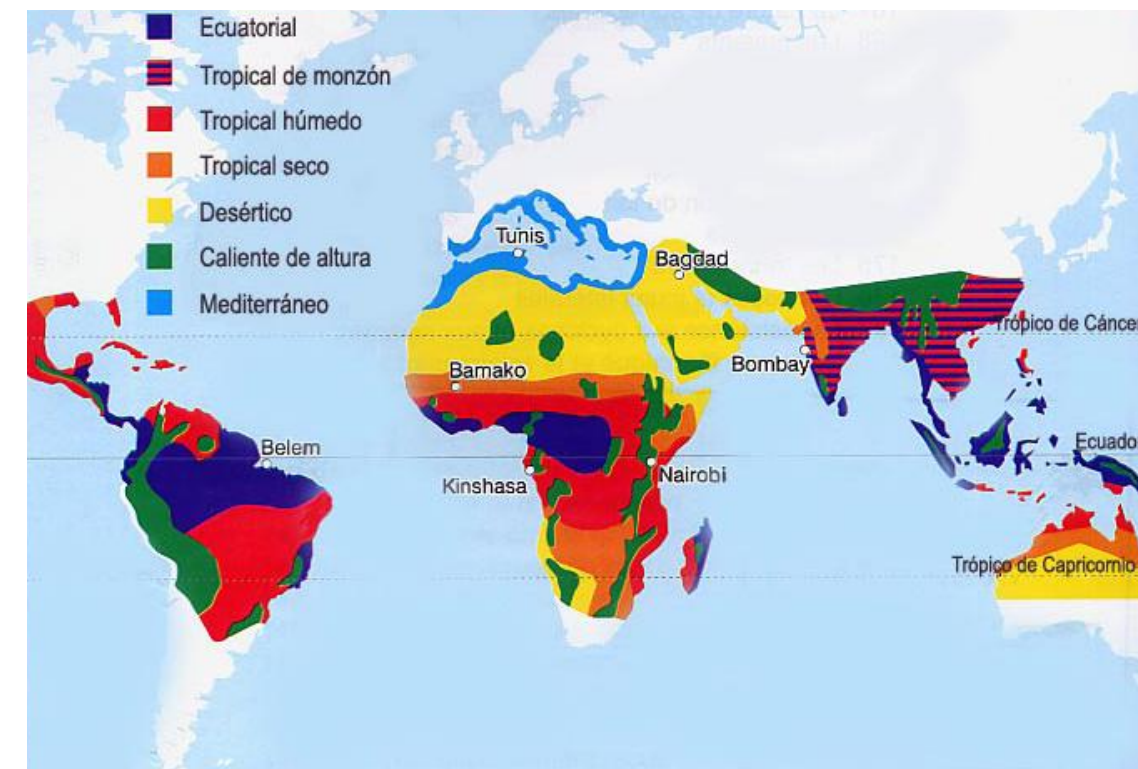 Ecuatorial
Tropical de monzón
Tropical húmedo
Tropical seco
Desértico
Caliente de altura
Mediterráneo
Tunis
Bagdad
Trópico de Cánce
Bombay
Bamako
Belem
Ecuado
Kinshasa
Nairobi
Trópico de Capricornio